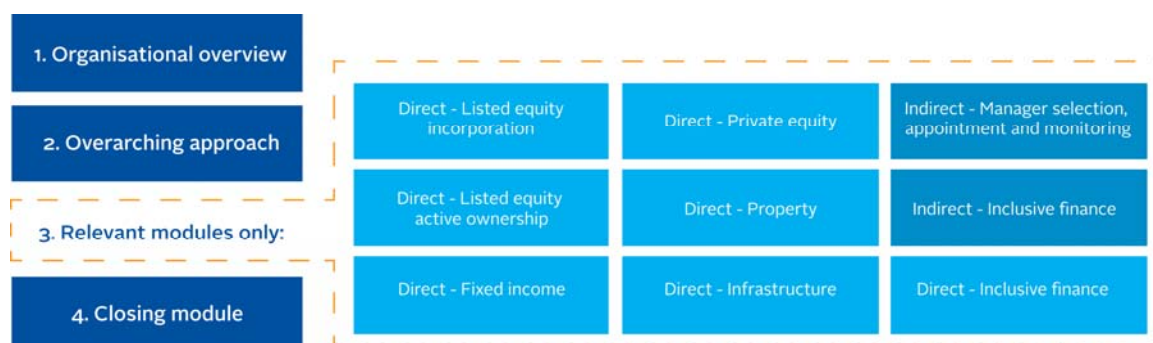 1. Organisational overview
2. Overarching approach
3. Relevant modules only:
4. Closing module
Direct - Listed equity
incorporation
Direct - Private equity
Indirect - Manager selection,
appointment and monitoring
Direct - Listed equity
active ownership
Direct - Property
Indirect - Inclusive finance
Direct - Fixed income
Direct - Infrastructure
Direct - Inclusive finance